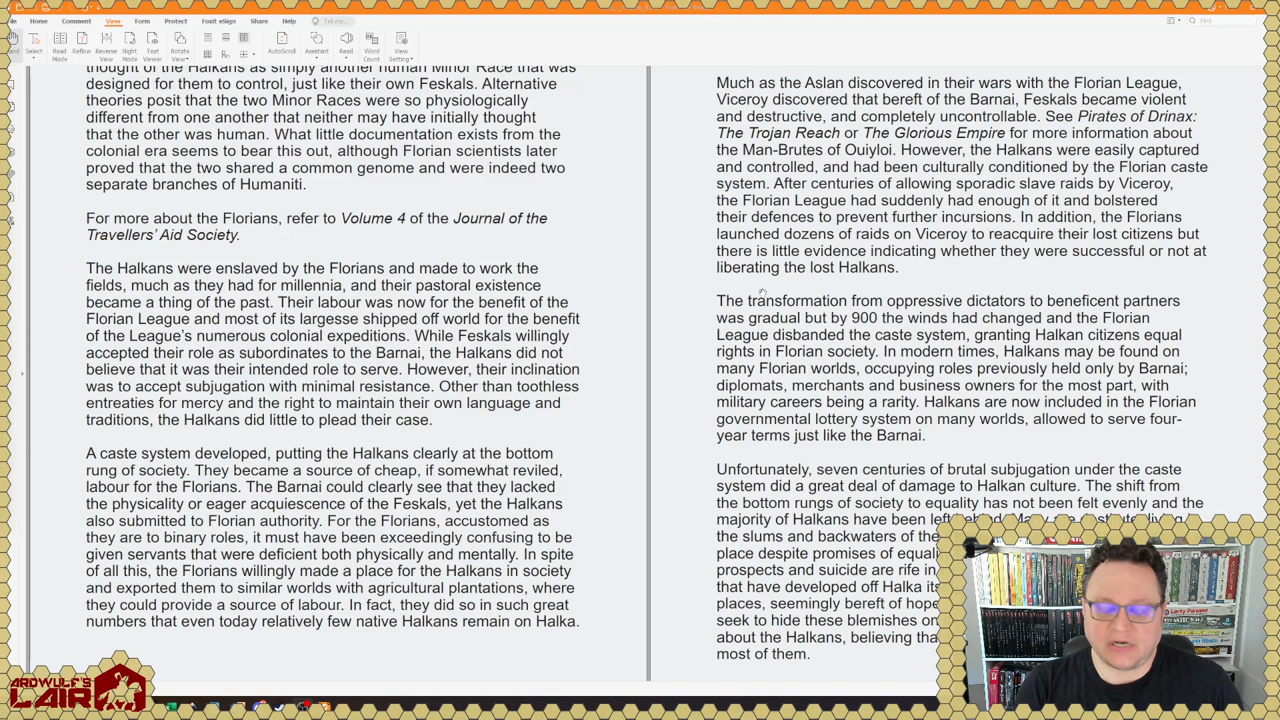 Home Comment View Form Protect Foxit eSign Share Help Tell me...
Find
Select
Read Mode
Reflow
Reverse View
Night Mode
Text Viewer
Rotate View
AutoScroll
Assistant
Read
Word Count
View Setting
thought of the Halkans as simply another human Minor Race that was
designed for them to control, just like their own Feskals. Alternative
theories posit that the two Minor Races were so physiologically
different from one another that neither may have initially thought
that the other was human. What little documentation exists from the
colonial era seems to bear this out, although Florian scientists later
proved that the two shared a common genome and were indeed two
separate branches of Humaniti.
For more about the Florians, refer to Volume 4 of the Journal of the
Travellers' Aid Society.
The Halkans were enslaved by the Florians and made to work the
fields, much as they had for millennia, and their pastoral existence
became a thing of the past. Their labour was now for the benefit of the
Florian League and most of its largesse shipped off world for the benefit
of the League's numerous colonial expeditions. While Feskals willingly
accepted their role as subordinates to the Barnai, the Halkans did not
believe that it was their intended role to serve. However, their inclination
was to accept subjugation with minimal resistance. Other than toothless
entreaties for mercy and the right to maintain their own language and
traditions, the Halkans did little to plead their case.
A caste system developed, putting the Halkans clearly at the bottom
rung of society. They became a source of cheap, if somewhat reviled,
labour for the Florians. The Barnai could clearly see that they lacked
the physicality or eager acquiescence of the Feskals, yet the Halkans
also submitted to Florian authority. For the Florians, accustomed as
they are to binary roles, it must have been exceedingly confusing to be
given servants that were deficient both physically and mentally. In spite
of all this, the Florians willingly made a place for the Halkans in society
and exported them to similar worlds with agricultural plantations, where
they could provide a source of labour. In fact, they did so in such great
numbers that even today relatively few native Halkans remain on Halka.
Much as the Aslan discovered in their wars with the Florian League,
Viceroy discovered that bereft of the Barnai, Feskals became violent
and destructive, and completely uncontrollable. See Pirates of Drinax:
The Trojan Reach or The Glorious Empire for more information about
the Man-Brutes of Ouiyloi. However, the Halkans were easily captured
and controlled, and had been culturally conditioned by the Florian caste
system. After centuries of allowing sporadic slave raids by Viceroy,
the Florian League had suddenly had enough of it and bolstered
their defences to prevent further incursions. In addition, the Florians
launched dozens of raids on Viceroy to reacquire their lost citizens but
there is little evidence indicating whether they were successful or not at
liberating the lost Halkans.
The transformation from oppressive dictators to beneficent partners
was gradual but by 900 the winds had changed and the Florian
League disbanded the caste system, granting Halkan citizens equal
rights in Florian society. In modern times, Halkans may be found on
many Florian worlds, occupying roles previously held only by Barnai;
diplomats, merchants and business owners for the most part, with
military careers being a rarity. Halkans are now included in the Florian
governmental lottery system on many worlds, allowed to serve four-
year terms just like the Barnai.
Unfortunately, seven centuries of brutal subjugation under the caste
system did a great deal of damage to Halkan culture. The shift from
the bottom rungs of society to equality has not been felt evenly and the
majority of Halkans have been left
the slums and backwaters of the
place despite promises of equal
prospects and suicide are rife in
that have developed off Halka its
places, seemingly bereft of hope
seek to hide these blemishes on
about the Halkans, believing tha
most of them.
ARDWULF'S
LAIR